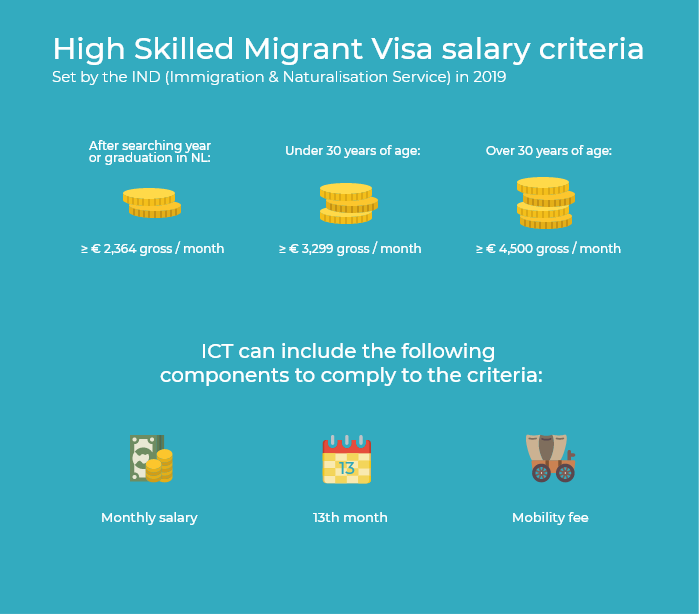 High Skilled Migrant Visa salary criteria
Set by the IND (Immigration & Naturalisation Service) in 2019
After searching year
or graduation in NL:
Under 30 years of age:
Over 30 years of age:
≥ € 2,364 gross / month
≥ € 3,299 gross / month
≥ € 4,500 gross / month
ICT can include the following
components to comply to the criteria:
13
Monthly salary
13th month
Mobility fee